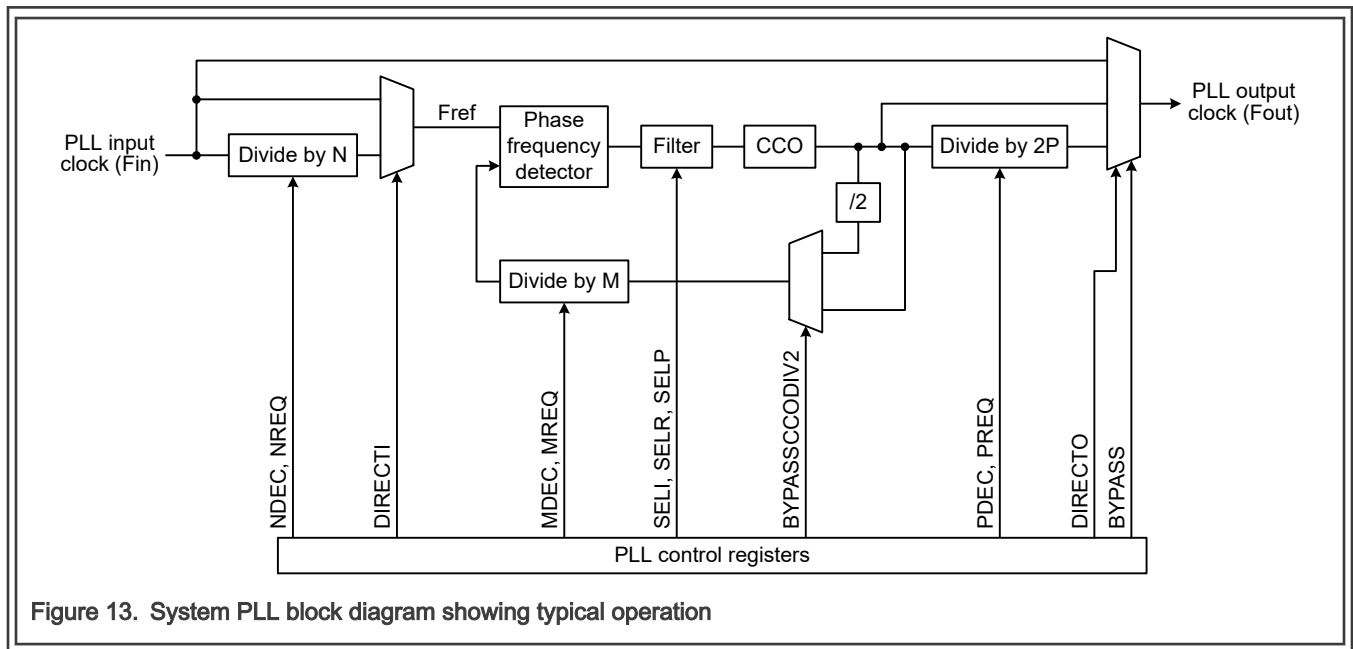 PLL input
clock (Fin)
Divide by N
Fref
Phase
frequency
detector
Filter
CCO
Divide by 2P
PLL output
clock (Fout)
/2
Divide by M
NDEC, NREQ
DIRECTI
MDEC, MREQ
SELI, SELR, SELP
BYPASSCCODIV2
PDEC, PREQ
DIRECTO
BYPASS
PLL control registers
Figure 13. System PLL block diagram showing typical operation